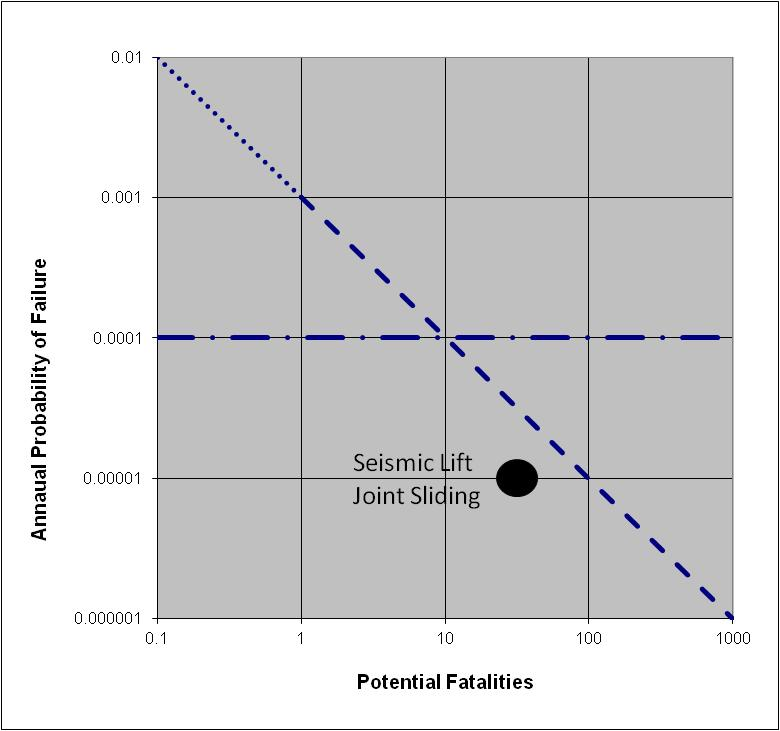 0.01
0.001
0.0001
0.00001
0.000001
0.1
1
10
100
1000
Annaual Probability of Failure
Seismic Lift
Joint Sliding
Potential Fatalities